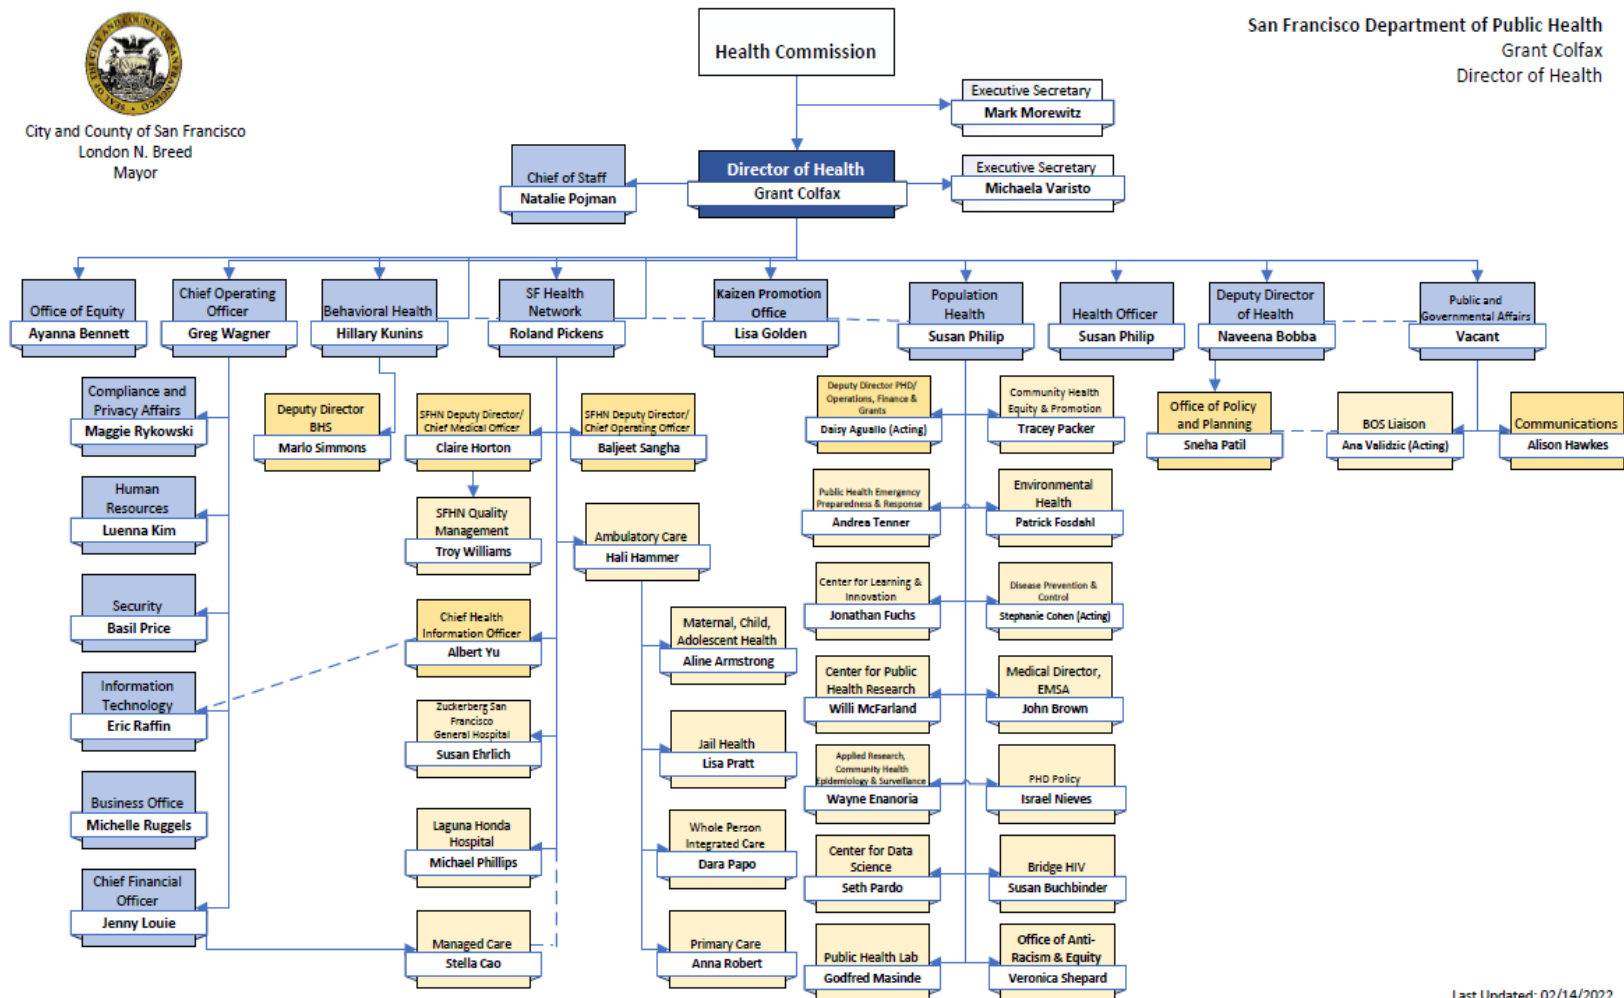 Health Commission
San Francisco Department of Public Health
Grant Colfax
Director of Health
SEAL OF THE CITY AND COUNTY OF SAN FRANCISCO
City and County of San Francisco
London N. Breed
Mayor
Executive Secretary
Mark Morewitz
Chief of Staff
Natalie Pojman
Director of Health
Grant Colfax
Executive Secretary
Michaela Varisto
Office of Equity
Ayanna Bennett
Chief Operating
Officer
Greg Wagner
Behavioral Health
Hillary Kunins
SF Health
Network
Roland Pickens
Kaizen Promotion
Office
Lisa Golden
Population
Health
Susan Philip
Health Officer
Susan Philip
Deputy Director
of Health
Naveena Bobba
Public and
Governmental Affairs
Vacant
Compliance and
Privacy Affairs
Maggie Rykowski
Human
Resources
Luenna Kim
Security
Basil Price
Information
Technology
Eric Raffin
Business Office
Michelle Ruggels
Chief Financial
Officer
Jenny Louie
Deputy Director
BHS
Marlo Simmons
SFHN Deputy Director/
Chief Medical Officer
Claire Horton
SFHN Deputy Director/
Chief Operating Officer
Baljeet Sangha
SFHN Quality
Management
Troy Williams
Chief Health
Information Officer
Albert Yu
Zuckerberg San
Francisco
General Hospital
Susan Ehrlich
Laguna Honda
Hospital
Michael Phillips
Managed Care
Stella Cao
Ambulatory Care
Hali Hammer
Maternal, Child,
Adolescent Health
Aline Armstrong
Jail Health
Lisa Pratt
Whole Person
Integrated Care
Dara Papo
Primary Care
Anna Robert
Deputy Director PHD/
Operations, Finance &
Grants
Daisy Aguallo (Acting)
Community Health
Equity & Promotion
Tracey Packer
Public Health Emergency
Preparedness & Response
Andrea Tenner
Environmental
Health
Patrick Fosdahl
Center for Learning &
Innovation
Jonathan Fuchs
Disease Prevention &
Control
Stephanie Cohen (Acting)
Center for Public
Health Research
Willi McFarland
Medical Director,
EMSA
John Brown
Applied Research,
Community Health
Epidemiology & Surveillance
Wayne Enanoria
PHD Policy
Israel Nieves
Center for Data
Science
Seth Pardo
Bridge HIV
Susan Buchbinder
Public Health Lab
Godfred Masinde
Office of Anti-
Racism & Equity
Veronica Shepard
Office of Policy
and Planning
Sneha Patil
BOS Liaison
Ana Validzic (Acting)
Communications
Alison Hawkes
Last Updated: 02/14/2022